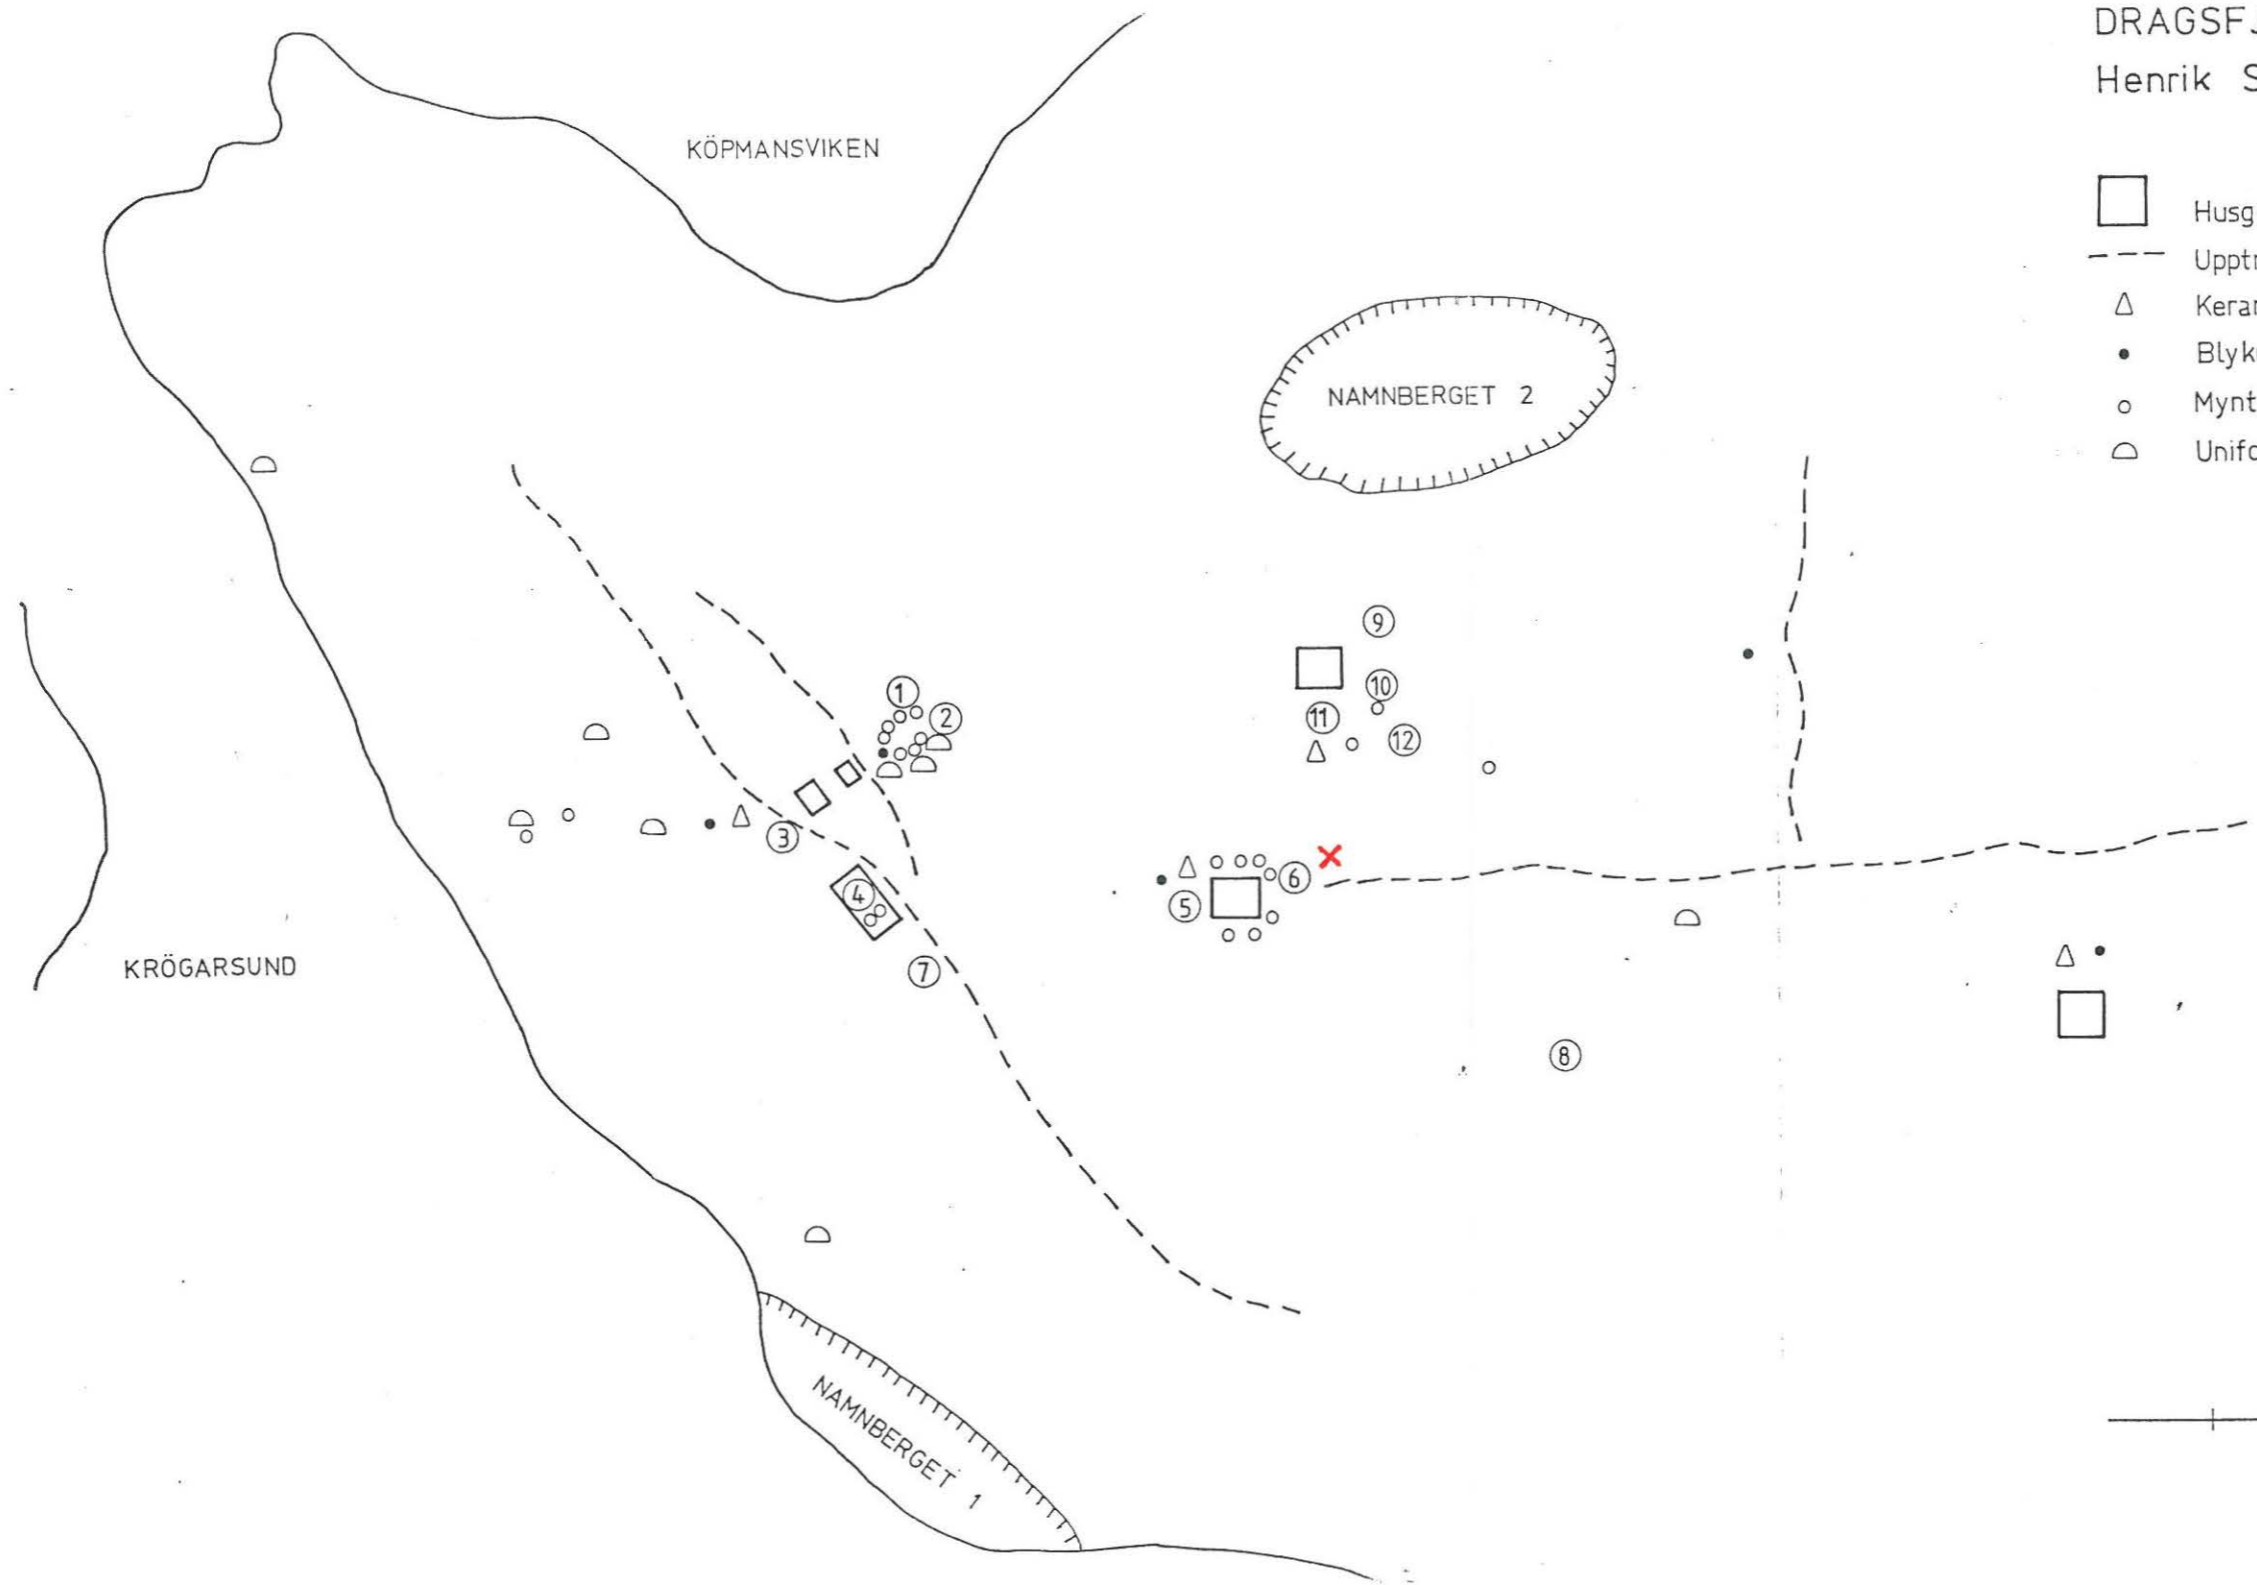 DRAGSFJ
Henrik S
KÖPMANSVIKEN
Husg
Upptr
Keran
Blyk
Mynt
Unifo
NAMNBERGET 2
9
1
10
2
11
12
3
6
4
5
KRÖGARSUND
7
8
NAMNBERGET 1